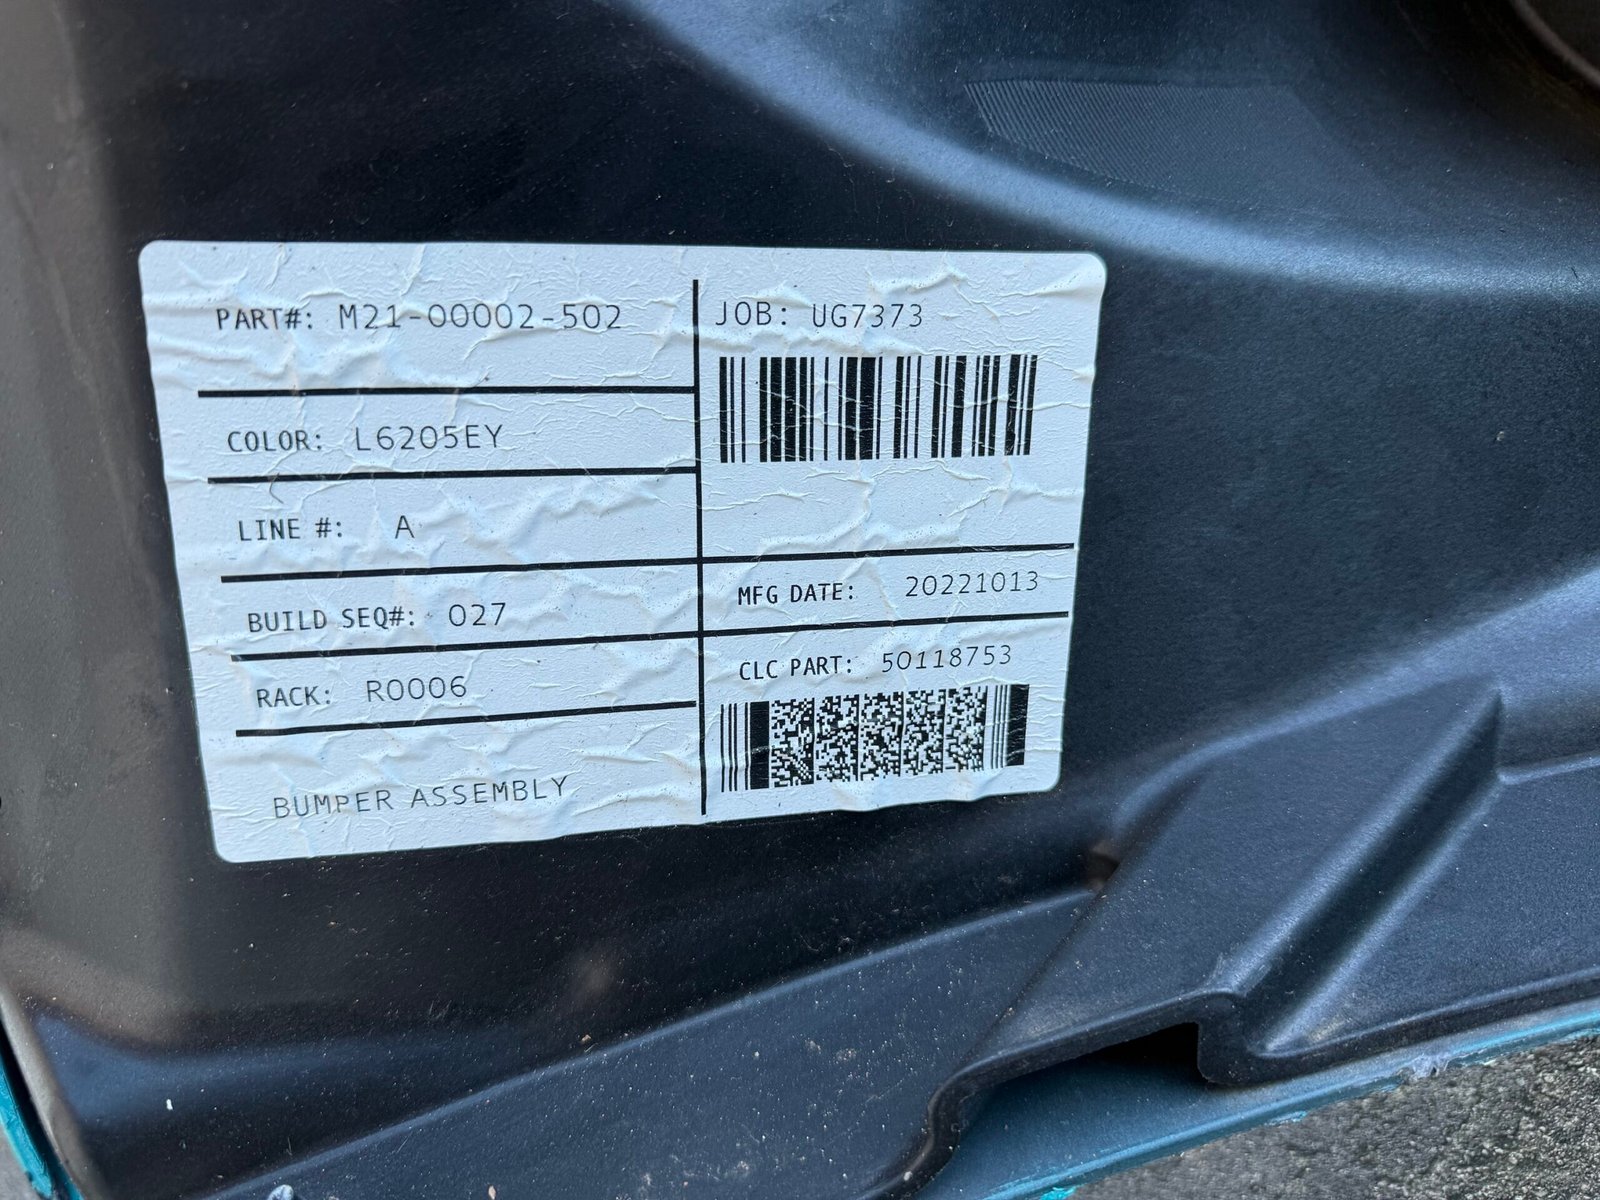 PART#: M21-00002-502
COLOR: L6205EY
LINE #: A
BUILD SEQ#: 027
RACK: R0006
BUMPER ASSEMBLY
JOB: UG7373
MFG DATE: 20221013
CLC PART: 50118753